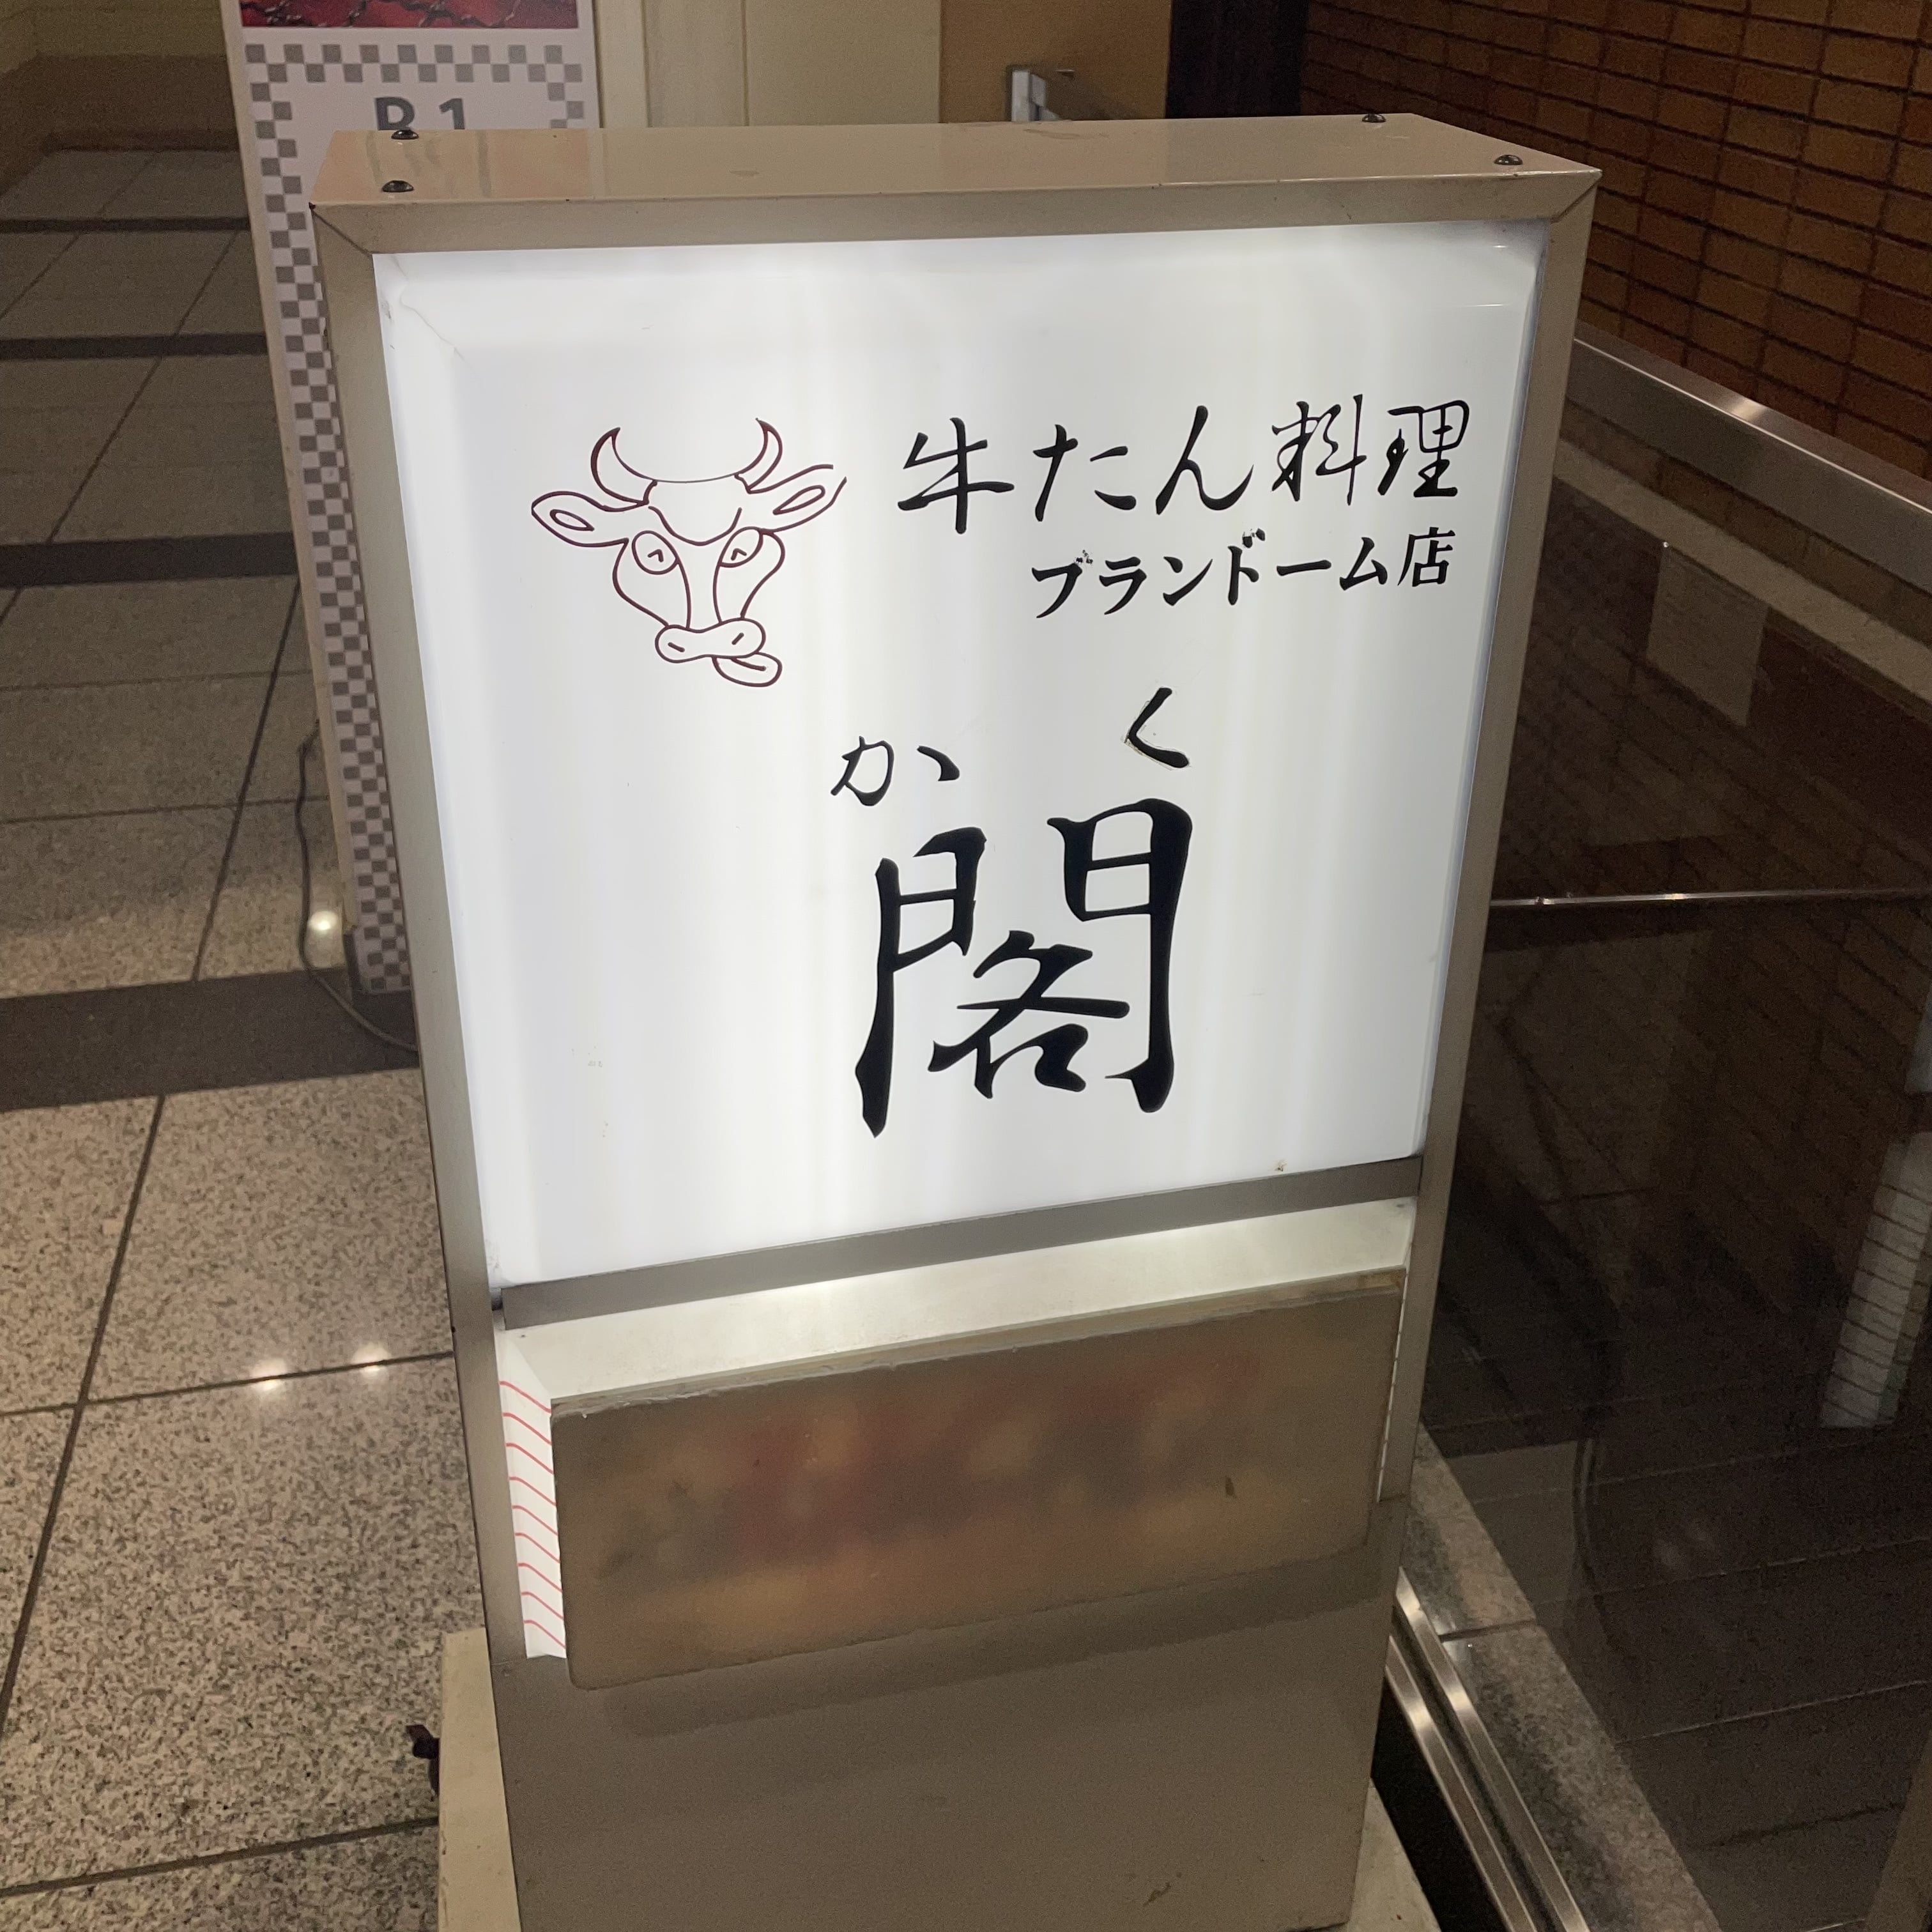 B1
牛たん料理
ブランドーム店
かく
閣